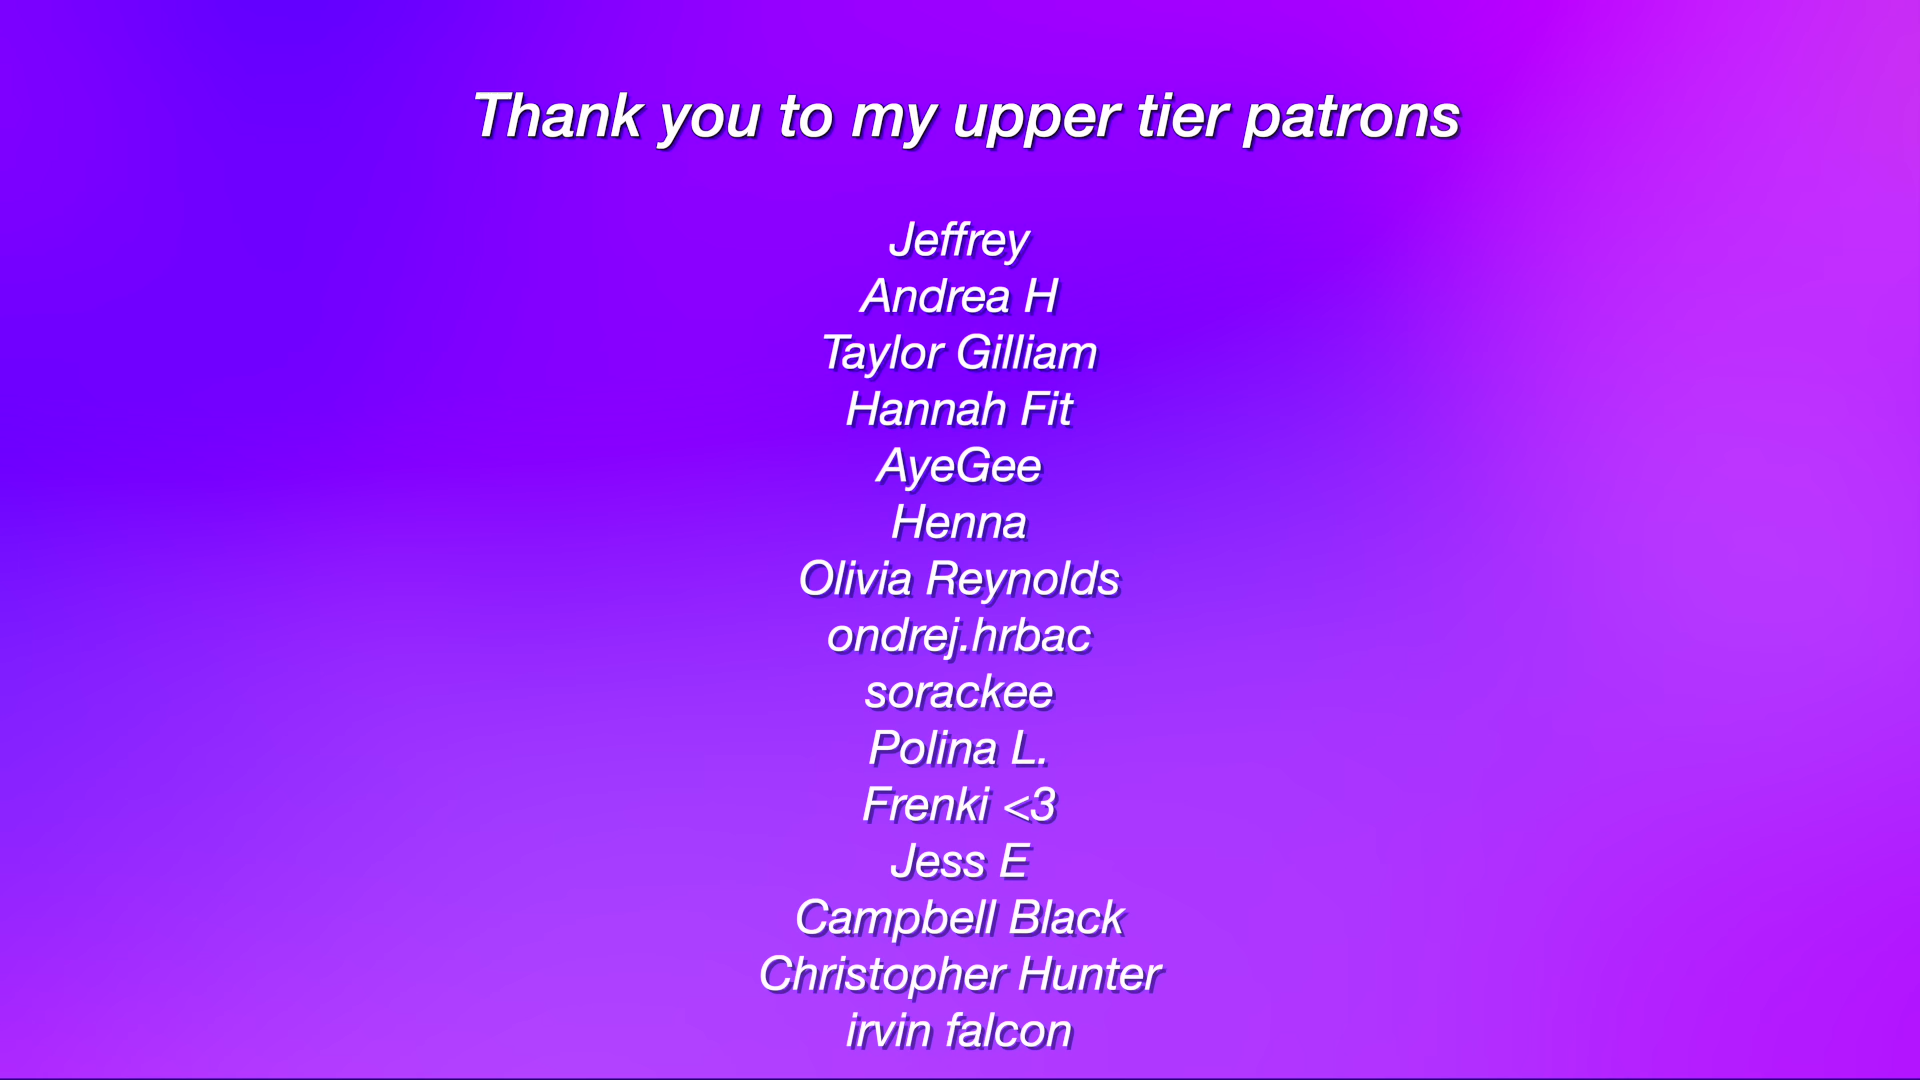 Thank you to my upper tier patrons
Jeffrey
Andrea H
Taylor Gilliam
Hannah Fit
AyeGee
Henna
Olivia Reynolds
ondrej.hrbac
sorackee
Polina L.
Frenki <3
Jess E
Campbell Black
Christopher Hunter
irvin falcon